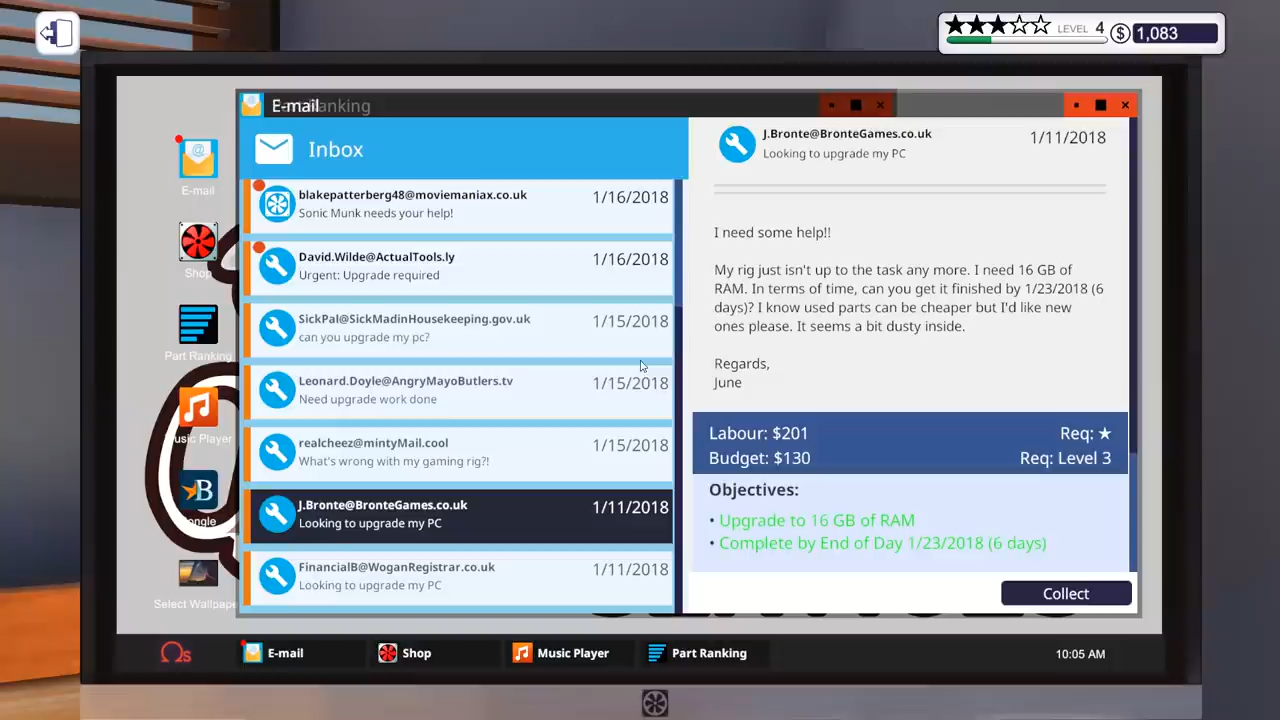 LEVEL 4
$ 1,083
E-mail
Inbox
blakepatterberg48@moviemaniax.co.uk 1/16/2018
Sonic Munk needs your help!
David.Wilde@ActualTools.ly 1/16/2018
Urgent: Upgrade required
SickPal@SickMadinHousekeeping.gov.uk 1/15/2018
can you upgrade my pc?
Leonard.Doyle@AngryMayoButlers.tv 1/15/2018
Need upgrade work done
realcheez@mintyMail.cool 1/15/2018
What's wrong with my gaming rig?!
J.Bronte@BronteGames.co.uk 1/11/2018
Looking to upgrade my PC
FinancialB@WoganRegistrar.co.uk 1/11/2018
Looking to upgrade my PC
J.Bronte@BronteGames.co.uk 1/11/2018
Looking to upgrade my PC
I need some help!!
My rig just isn't up to the task any more. I need 16 GB of
RAM. In terms of time, can you get it finished by 1/23/2018 (6
days)? I know used parts can be cheaper but I'd like new
ones please. It seems a bit dusty inside.
Regards,
June
Labour: $201 Req: ★
Budget: $130 Req: Level 3
Objectives:
• Upgrade to 16 GB of RAM
• Complete by End of Day 1/23/2018 (6 days)
Collect
E-mail
Shop
Part Ranking
Music Player
Select Wallpape
Ωs E-mail Shop Music Player Part Ranking 10:05 AM